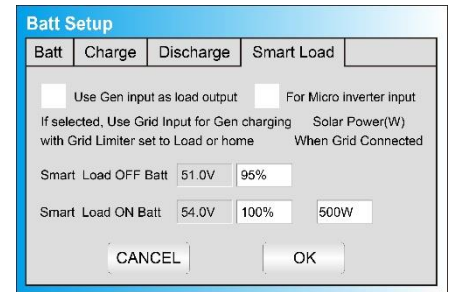 Batt Setup
Batt Charge Discharge Smart Load
Use Gen input as load output For Micro inverter input
If selected, Use Grid Input for Gen charging Solar Power(W)
with Grid Limiter set to Load or home When Grid Connected
Smart Load OFF Batt 51.0V 95%
Smart Load ON Batt 54.0V 100% 500W
CANCEL OK